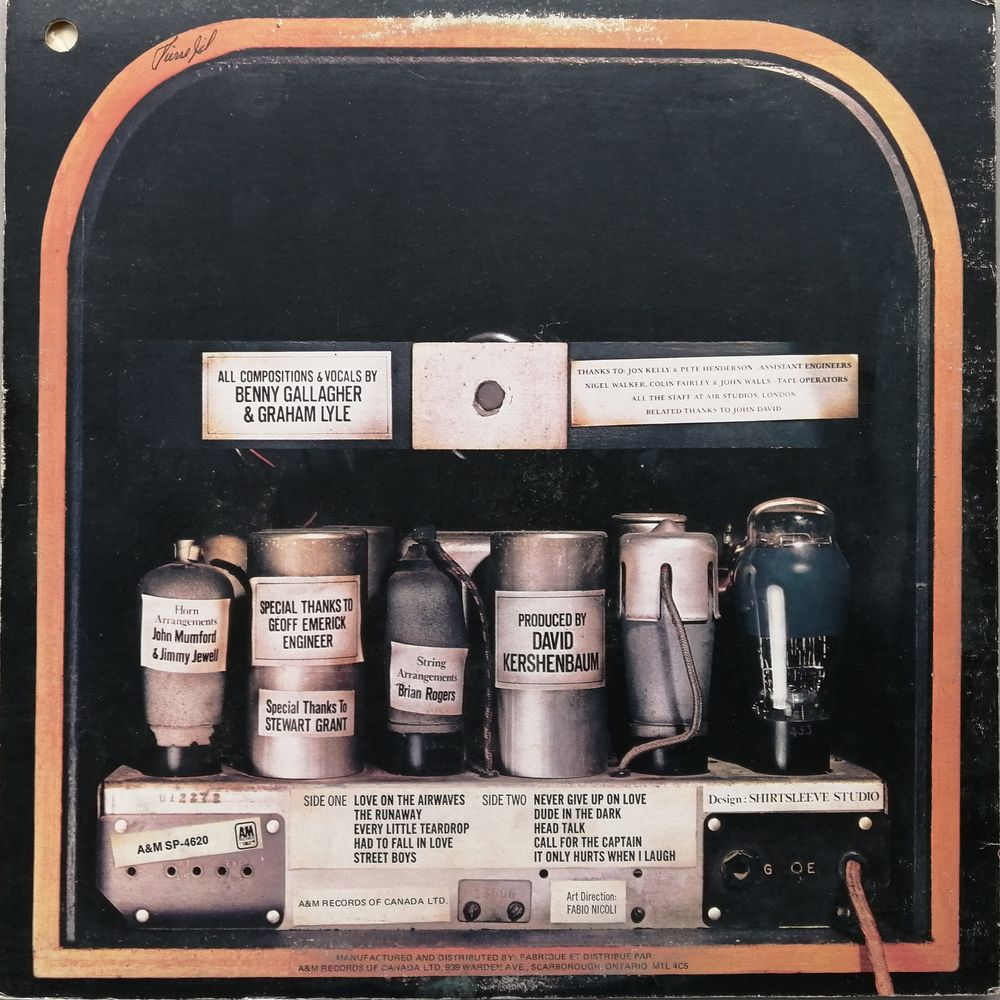 ALL COMPOSITIONS & VOCALS BY
BENNY GALLAGHER
& GRAHAM LYLE
THANKS TO: JON KELLY & PETE HENDERSON - ASSISTANT ENGINEERS
NIGEL WALKER, COLIN FAIRLEY & JOHN WALLS - TAPE OPERATORS
ALL THE STAFF AT AIR STUDIOS, LONDON
BELATED THANKS TO JOHN DAVID
Horn
Arrangements
John Mumford
& Jimmy Jewell
SPECIAL THANKS TO
GEOFF EMERICK
ENGINEER
Special Thanks To
STEWART GRANT
String
Arrangements
Brian Rogers
PRODUCED BY
DAVID
KERSHENBAUM
453
012272
A&M SP-4620
AM
SIDE ONE LOVE ON THE AIRWAVES
THE RUNAWAY
EVERY LITTLE TEARDROP
HAD TO FALL IN LOVE
STREET BOYS
SIDE TWO NEVER GIVE UP ON LOVE
DUDE IN THE DARK
HEAD TALK
CALL FOR THE CAPTAIN
IT ONLY HURTS WHEN I LAUGH
Design: SHIRTSLEEVE STUDIO
G E
A&M RECORDS OF CANADA LTD.
Art Direction:
FABIO NICOLI
MANUFACTURED AND DISTRIBUTED BY: FABRIQUE ET DISTRIBUE PAR:
A&M RECORDS OF CANADA LTD. 939 WARDEN AVE., SCARBOROUGH, ONTARIO M1L 4C5